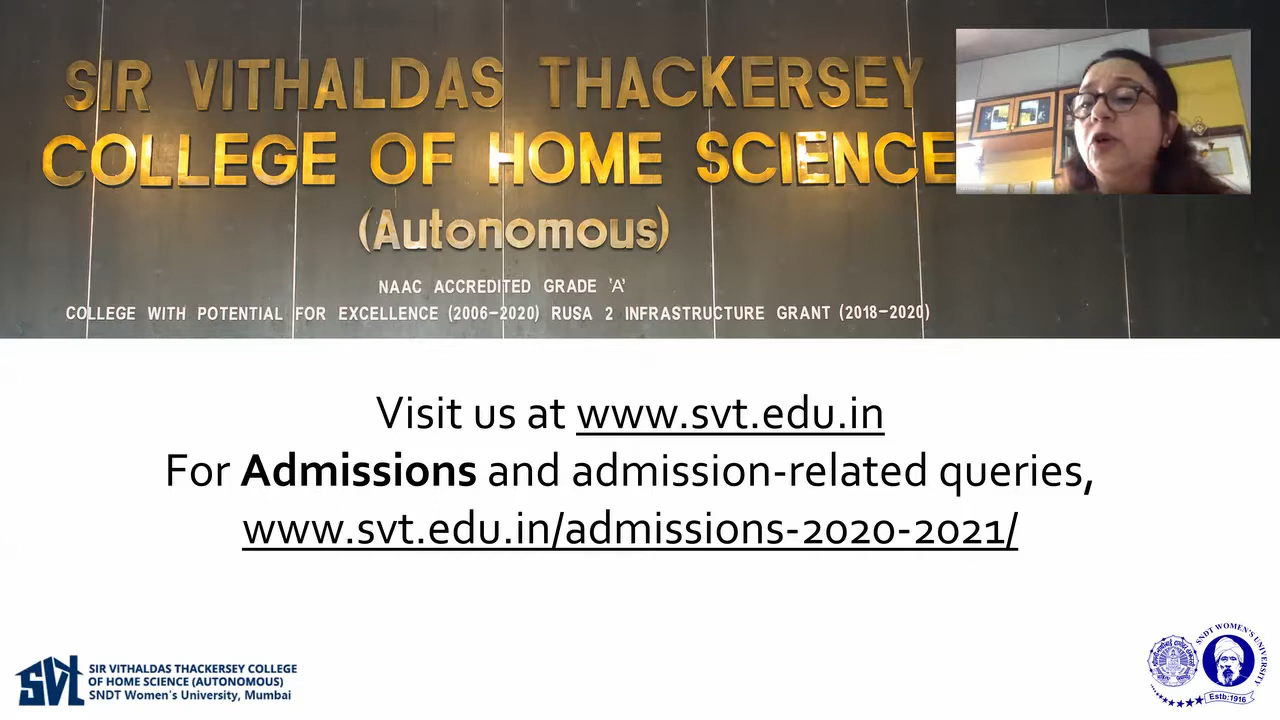 SIR VITHALDAS THACKERSEY
COLLEGE OF HOME SCIENCE
(Autonomous)
NAAC ACCREDITED GRADE 'A'
COLLEGE WITH POTENTIAL FOR EXCELLENCE (2006-2020) RUSA 2 INFRASTRUCTURE GRANT (2018-2020)
Visit us at www.svt.edu.in
For Admissions and admission-related queries,
www.svt.edu.in/admissions-2020-2021/
SVT
SIR VITHALDAS THACKERSEY COLLEGE
OF HOME SCIENCE (AUTONOMOUS)
SNDT Women's University, Mumbai
SNDT WOMEN'S UNIVERSITY
Estb:1916